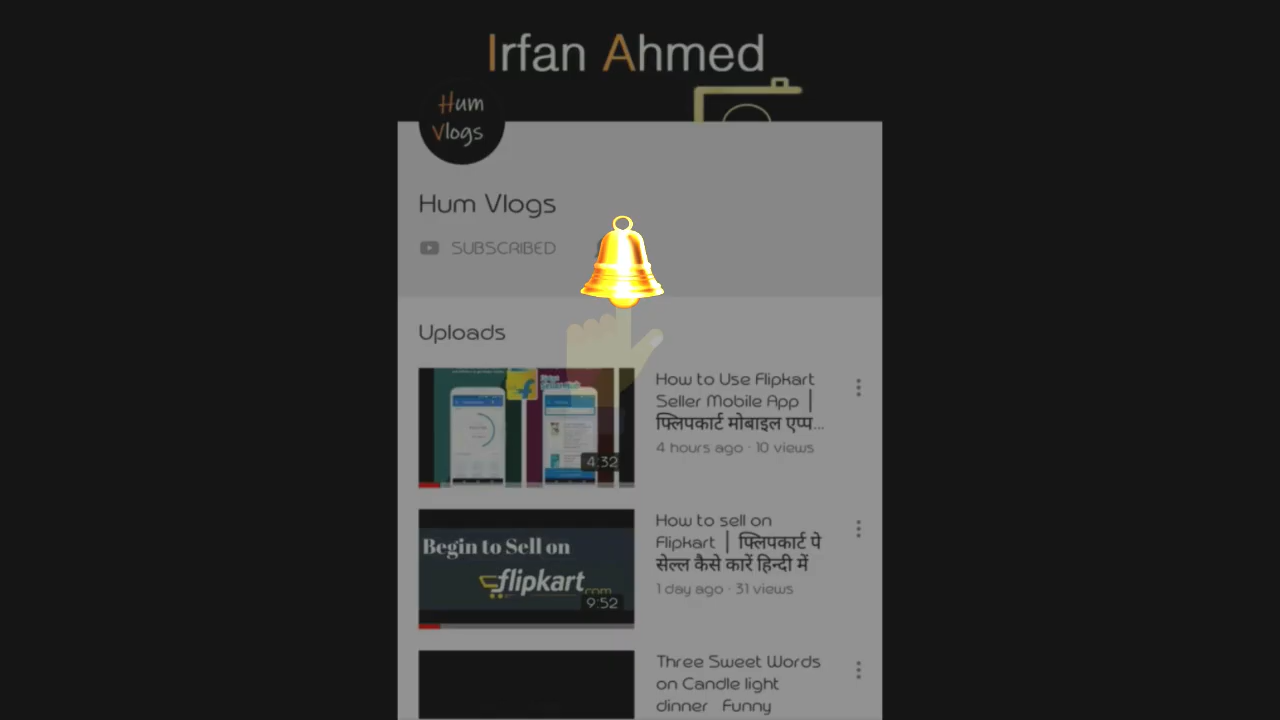 Irfan Ahmed
Hum
Vlogs
Hum Vlogs
SUBSCRIBED
Uploads
How to Use Flipkart
Seller Mobile App |
फ्लिपकार्ट मोबाइल एप्प...
4 hours ago · 10 views
4:32
How to sell on
Flipkart | फ्लिपकार्ट पे
सेल्ल कैसे कारें हिन्दी में
1 day ago · 31 views
Begin to Sell on
flipkart.com
9:52
Three Sweet Words
on Candle light
dinner Funny